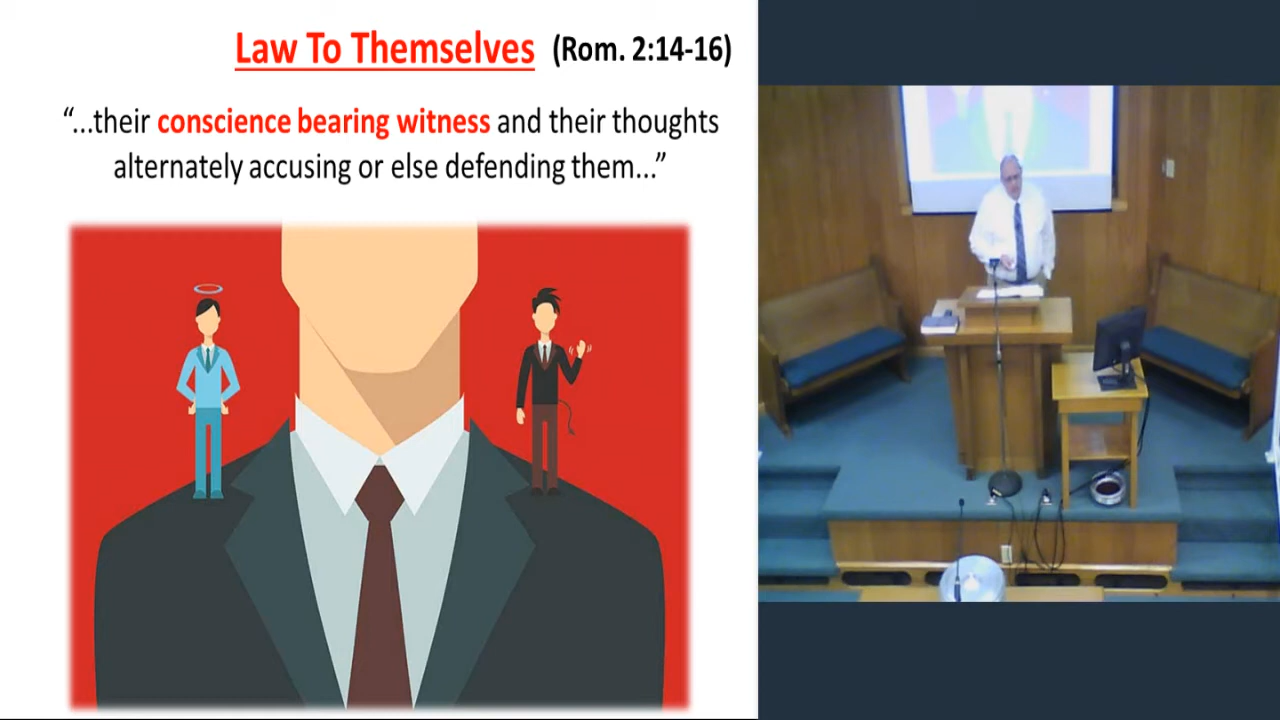 Law To Themselves (Rom. 2:14-16)
“...their conscience bearing witness and their thoughts
alternately accusing or else defending them...”